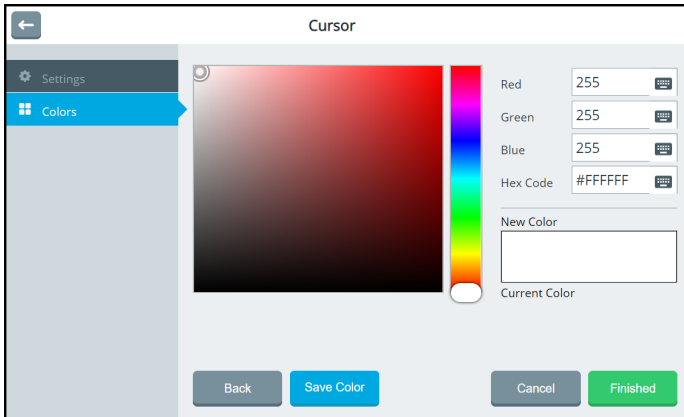 Cursor
Settings
Colors
Red 255
Green 255
Blue 255
Hex Code #FFFFFF
New Color
Current Color
Back Save Color Cancel Finished